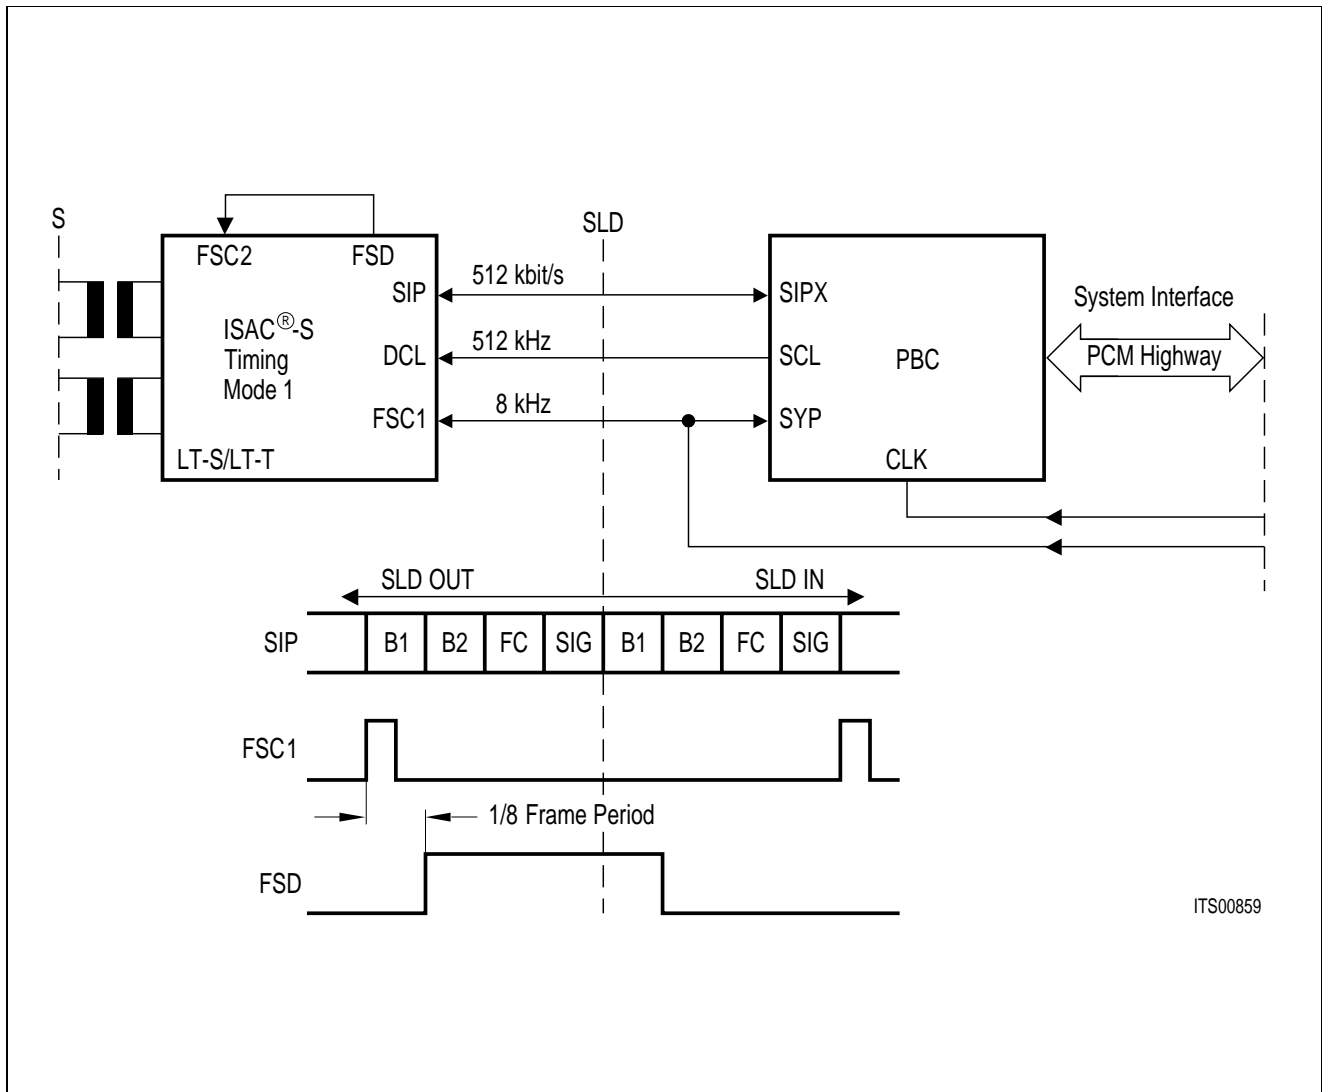 S
SLD
FSC2
FSD
SIP
512 kbit/s
SIPX
System Interface
ISAC®-S
Timing
Mode 1
DCL
512 kHz
SCL
PBC
PCM Highway
FSC1
8 kHz
SYP
LT-S/LT-T
CLK
SLD OUT
SLD IN
SIP
B1
B2
FC
SIG
B1
B2
FC
SIG
FSC1
1/8 Frame Period
FSD
ITS00859